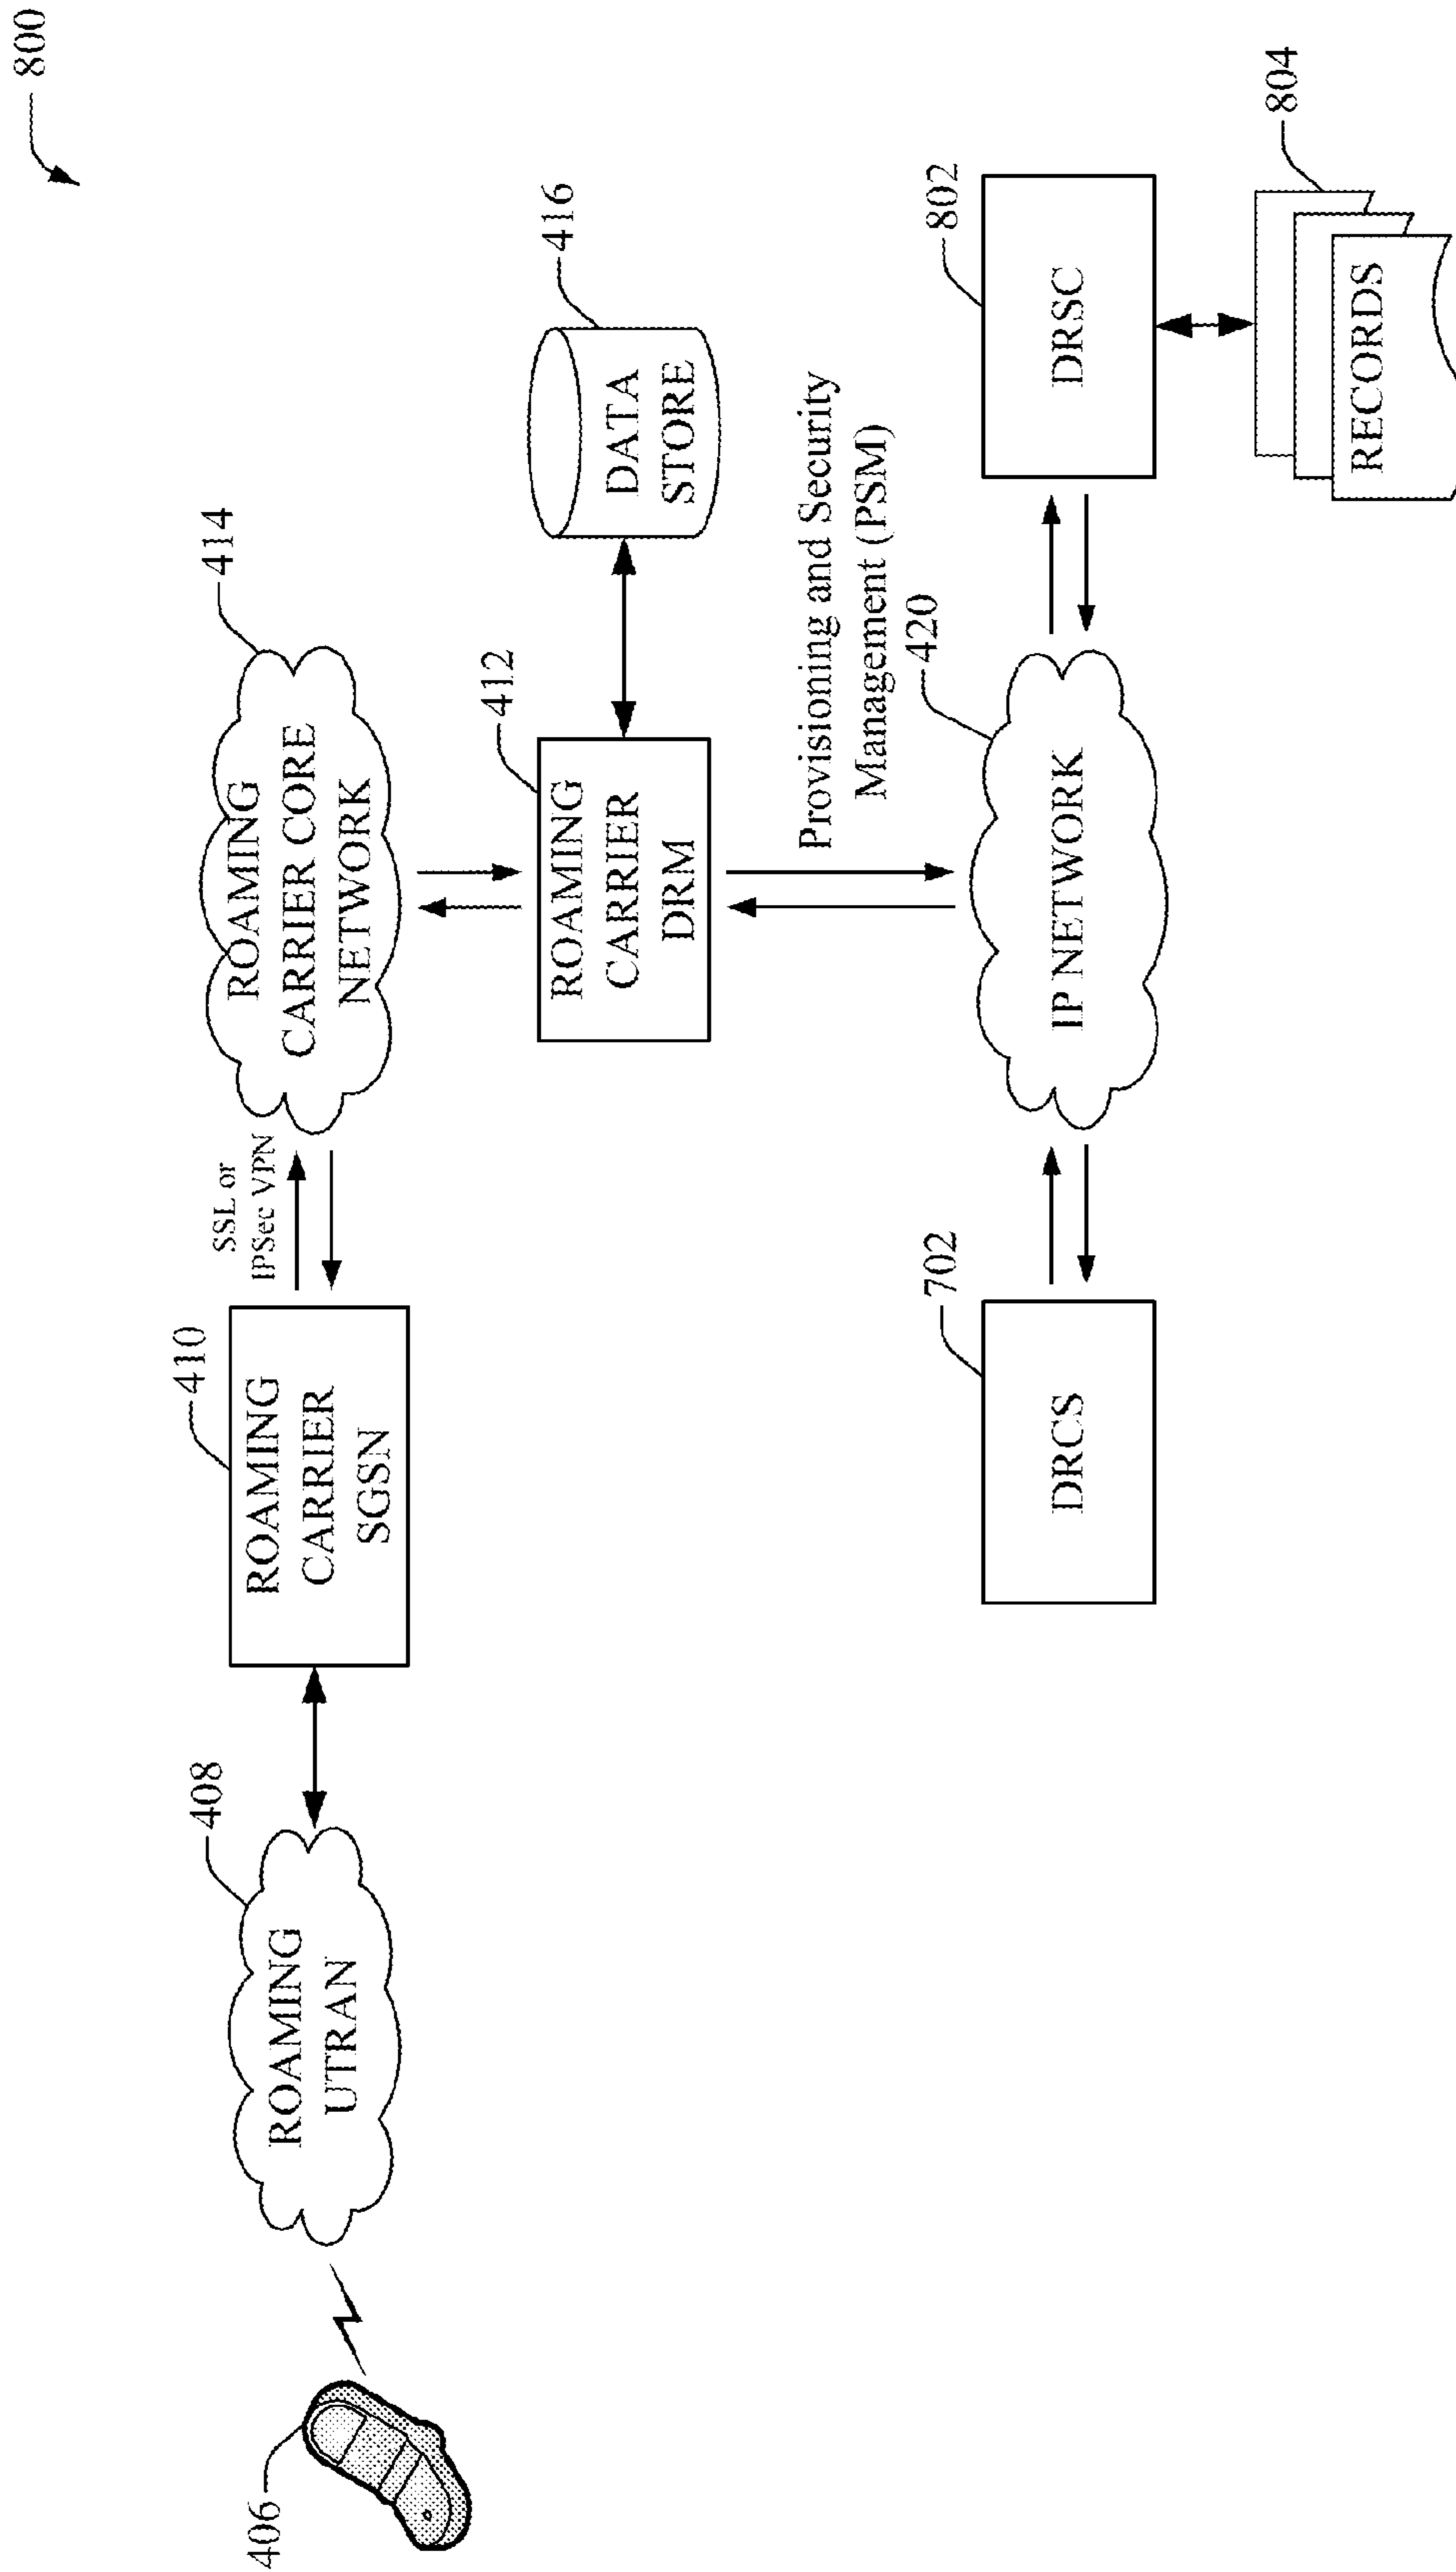 800
414
ROAMING
CARRIER CORE
NETWORK
SSL or
IPSec VPN
410
ROAMING
CARRIER
SGSN
408
ROAMING
UTRAN
406
416
DATA
STORE
412
ROAMING
CARRIER
DRM
Provisioning and Security
Management (PSM)
420
IP NETWORK
702
DRCS
802
DRSC
804
RECORDS